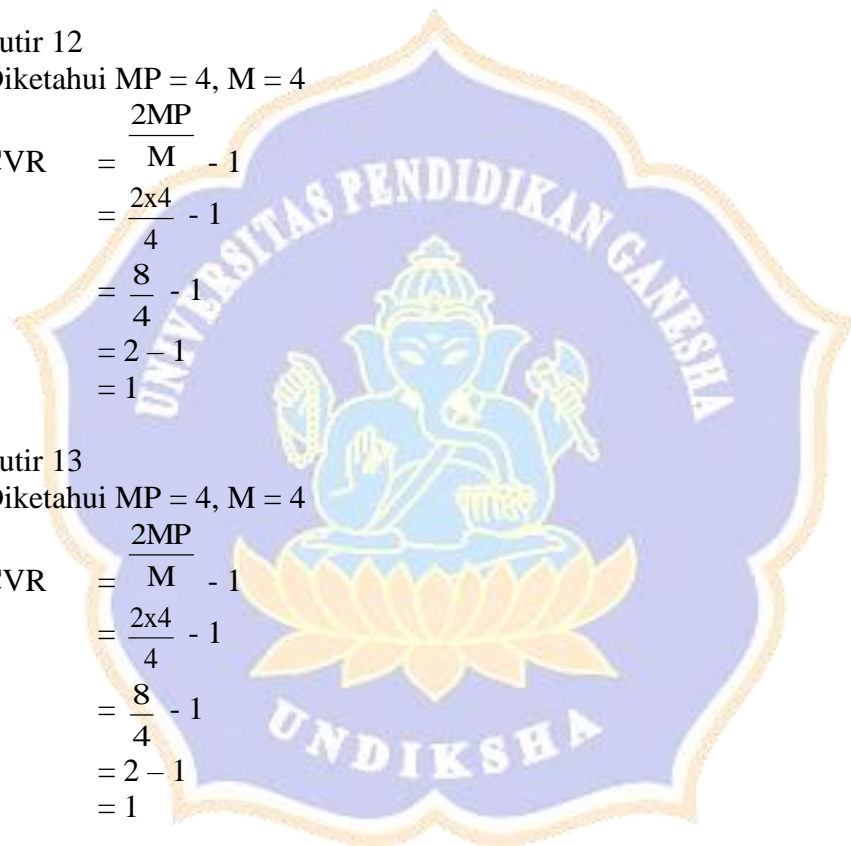 utir 12
Diketahui MP = 4, M = 4
CVR = 2MP/M - 1
= 2x4/4 - 1
= 8/4 - 1
= 2 – 1
= 1
utir 13
Diketahui MP = 4, M = 4
CVR = 2MP/M - 1
= 2x4/4 - 1
= 8/4 - 1
= 2 – 1
= 1
UNIVERSITAS PENDIDIKAN GANESHA
UNDIKSHA